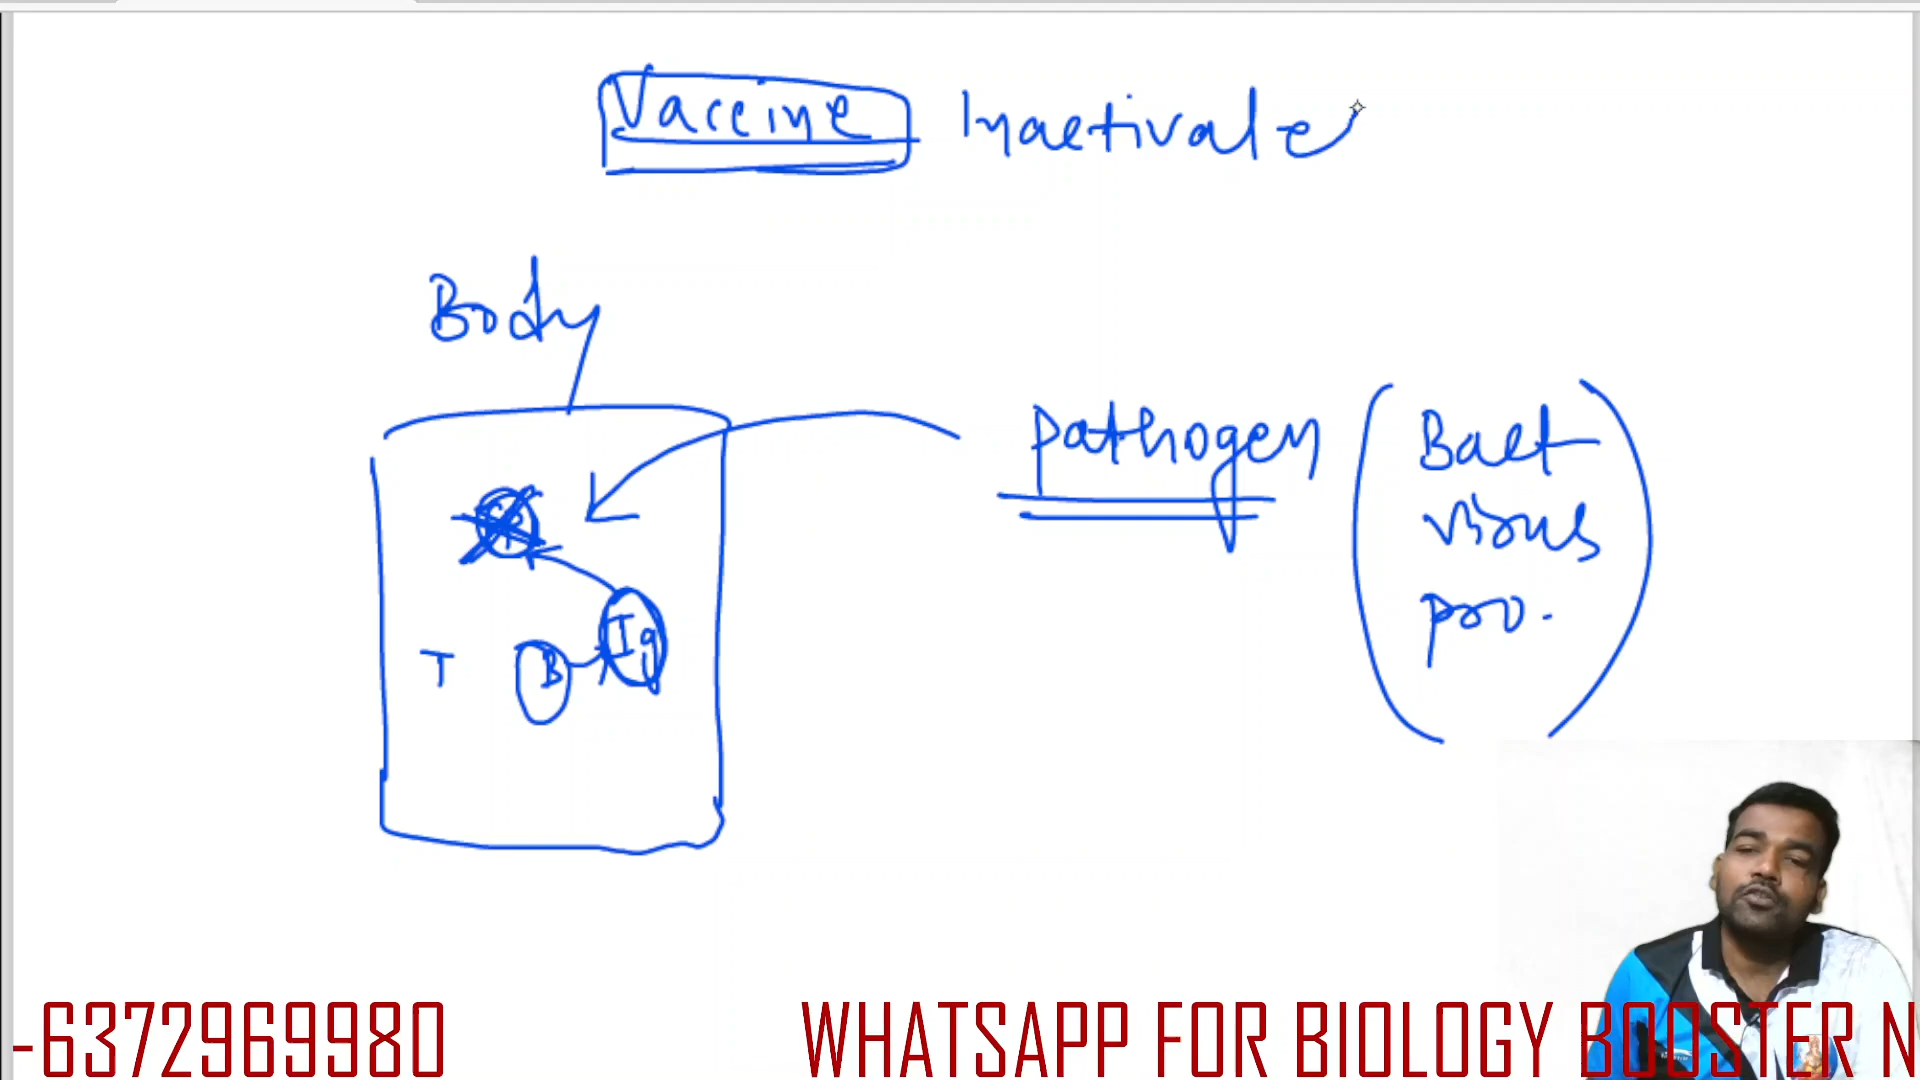 Vaccine Inactivate
Body
pathogen
Bact
virus
pro.
T B Ig
-6372969980 WHATSAPP FOR BIOLOGY BOOSTER N